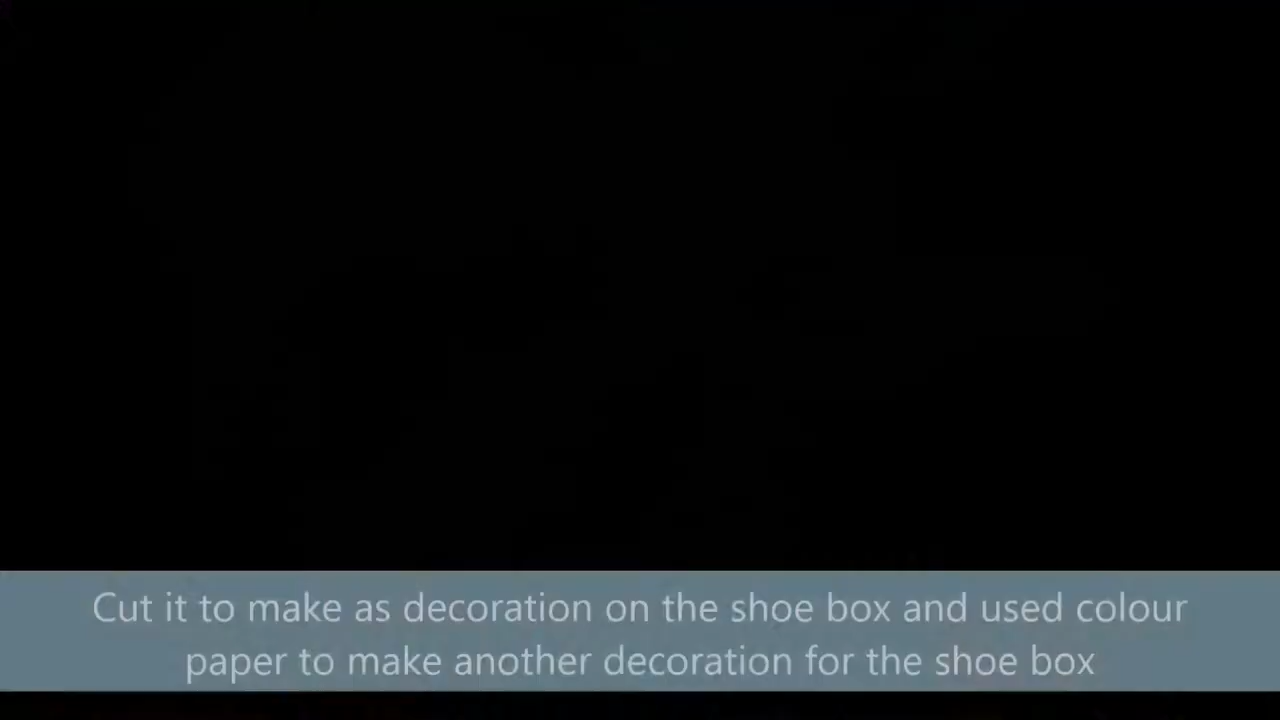 Cut it to make as decoration on the shoe box and used colour
paper to make another decoration for the shoe box